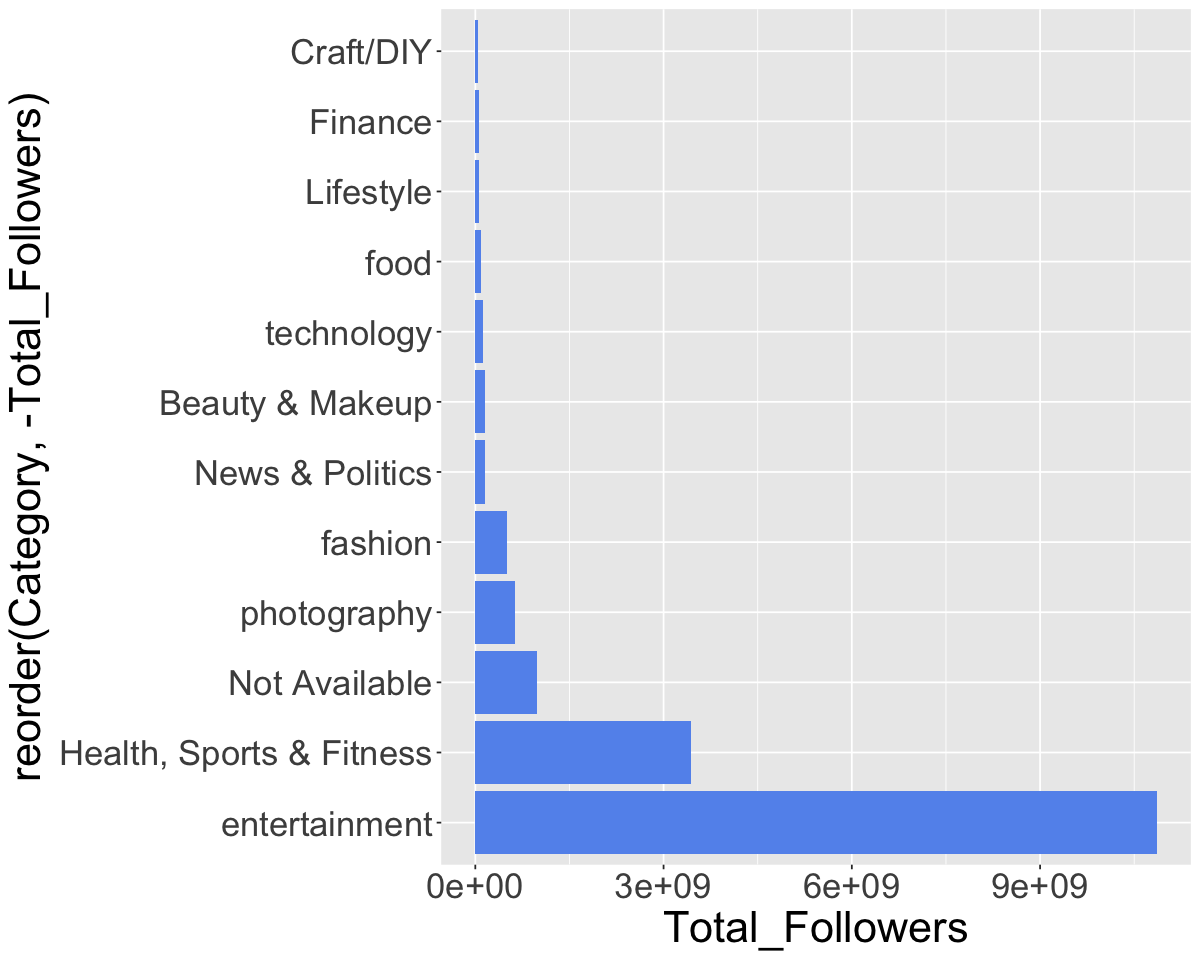 reorder(Category, -Total_Followers)
Craft/DIY
Finance
Lifestyle
food
technology
Beauty & Makeup
News & Politics
fashion
photography
Not Available
Health, Sports & Fitness
entertainment
0e+00 3e+09 6e+09 9e+09
Total_Followers